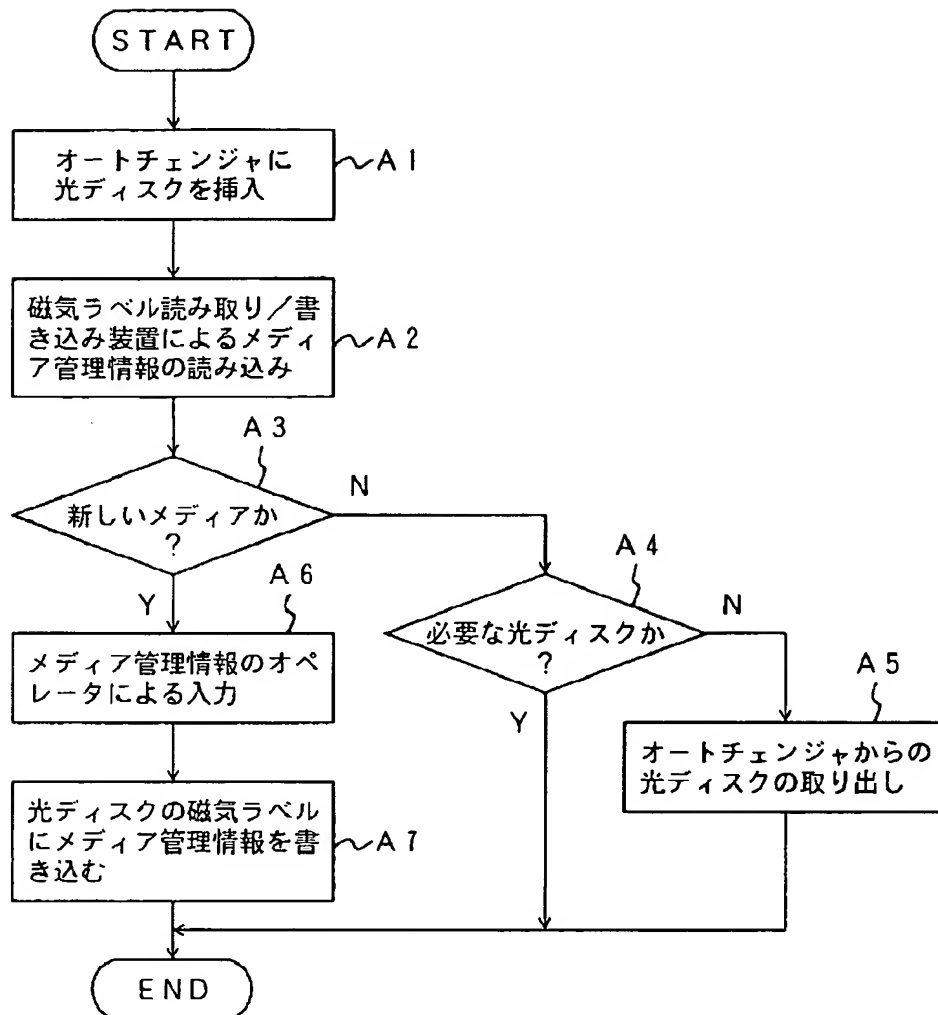 START
オートチェンジャに
光ディスクを挿入
A1
磁気ラベル読み取り／書
き込み装置によるメディ
ア管理情報の読み込み
A2
A3
新しいメディアか
?
N
Y
A4
必要な光ディスクか
?
N
Y
A5
オートチェンジャからの
光ディスクの取り出し
A6
メディア管理情報のオペ
レータによる入力
光ディスクの磁気ラベル
にメディア管理情報を書
き込む
A7
END